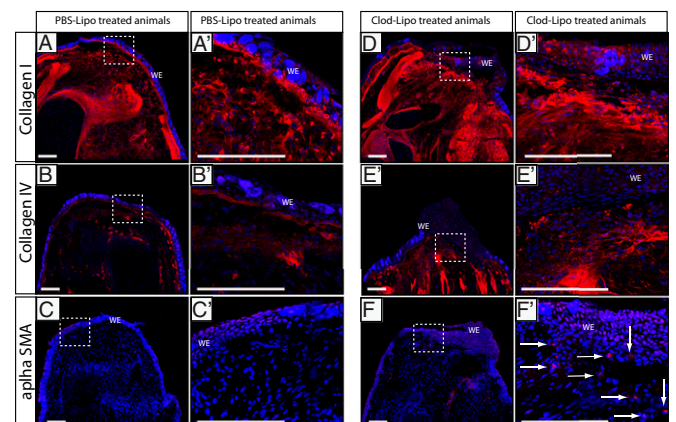 PBS-Lipo treated animals PBS-Lipo treated animals Clod-Lipo treated animals Clod-Lipo treated animals
Collagen I
A WE
A' WE
D WE
D' WE
Collagen IV
B
B' WE
E'
E' WE
aplha SMA
C WE
C' WE
F WE
F' WE